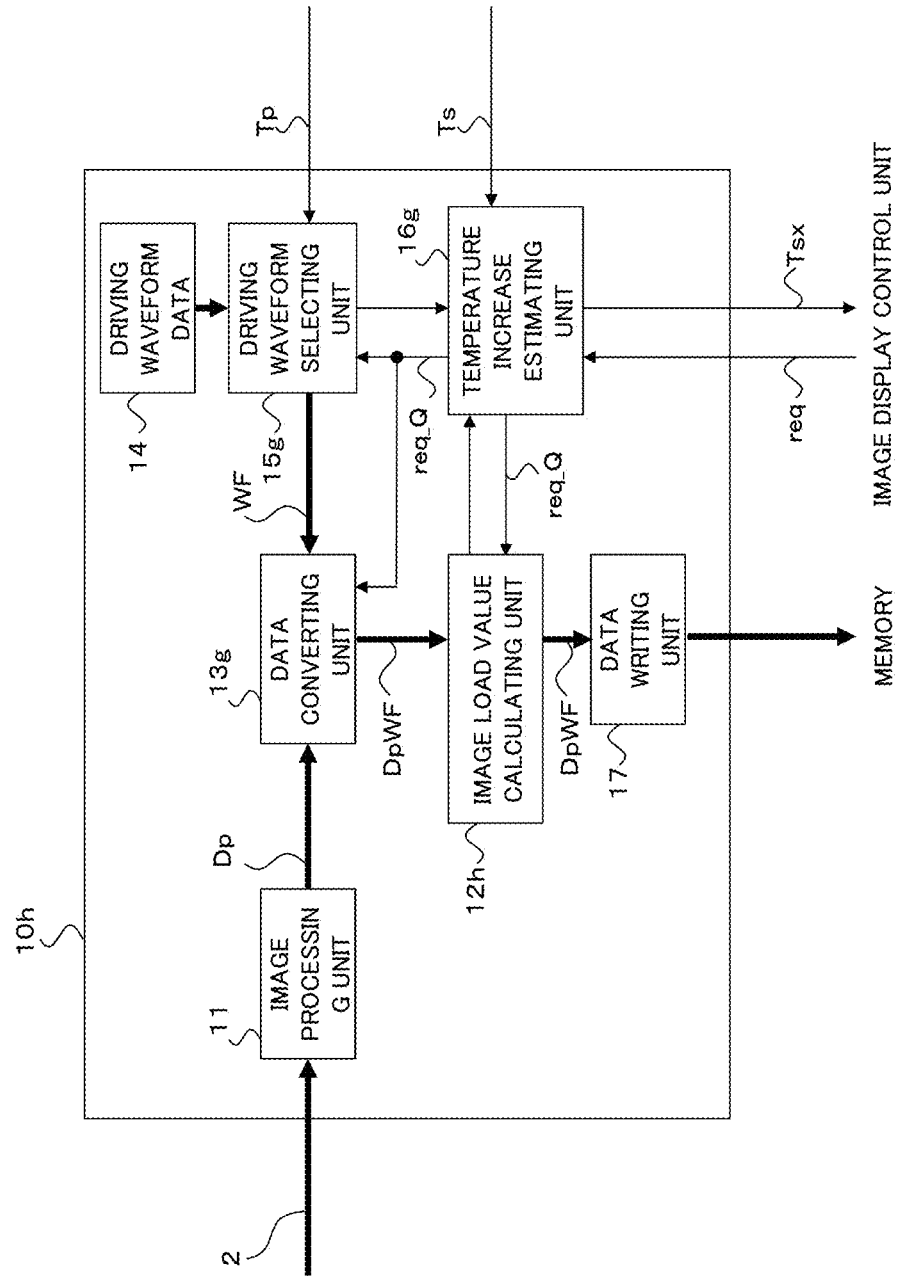 10h
2
11
IMAGE
PROCESSIN
G UNIT
Dp
13g
DATA
CONVERTING
UNIT
WF
14
DRIVING
WAVEFORM
DATA
15g
DRIVING
WAVEFORM
SELECTING
UNIT
Tp
DpWF
req_Q
12h
IMAGE LOAD VALUE
CALCULATING UNIT
req_Q
16g
TEMPERATURE
INCREASE
ESTIMATING
UNIT
Ts
DpWF
17
DATA
WRITING
UNIT
req
Tsx
MEMORY
IMAGE DISPLAY CONTROL UNIT